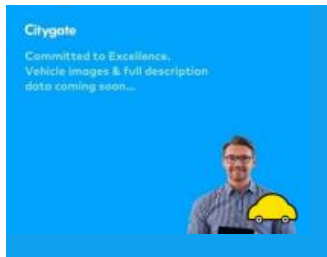 Citygate
Committed to Excellence.
Vehicle images & full description
data coming soon...